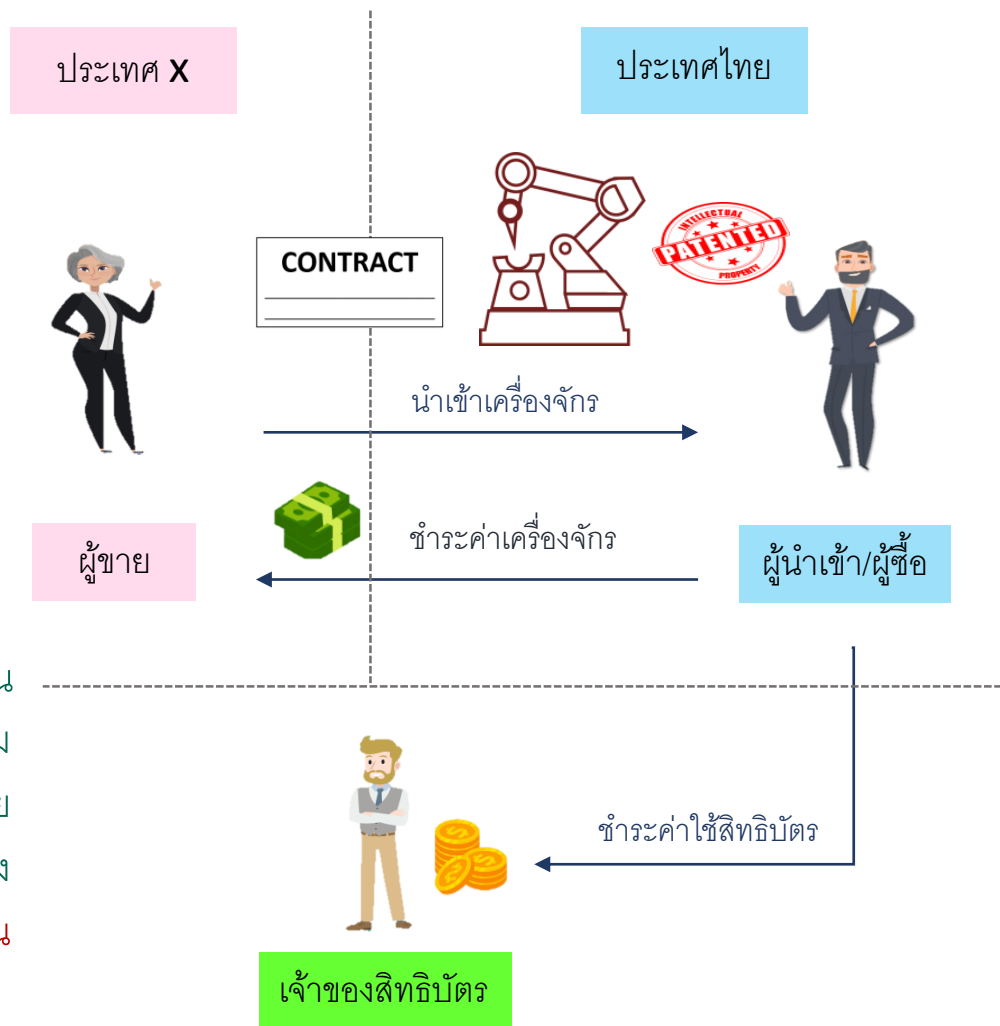 ประเทศ X
ประเทศไทย
CONTRACT
INTELLECTUAL
PATENTED
PROPERTY
นำเข้าเครื่องจักร
ชำระค่าเครื่องจักร
ผู้ขาย
ผู้นำเข้า/ผู้ซื้อ
ชำระค่าใช้สิทธิบัตร
เจ้าของสิทธิบัตร